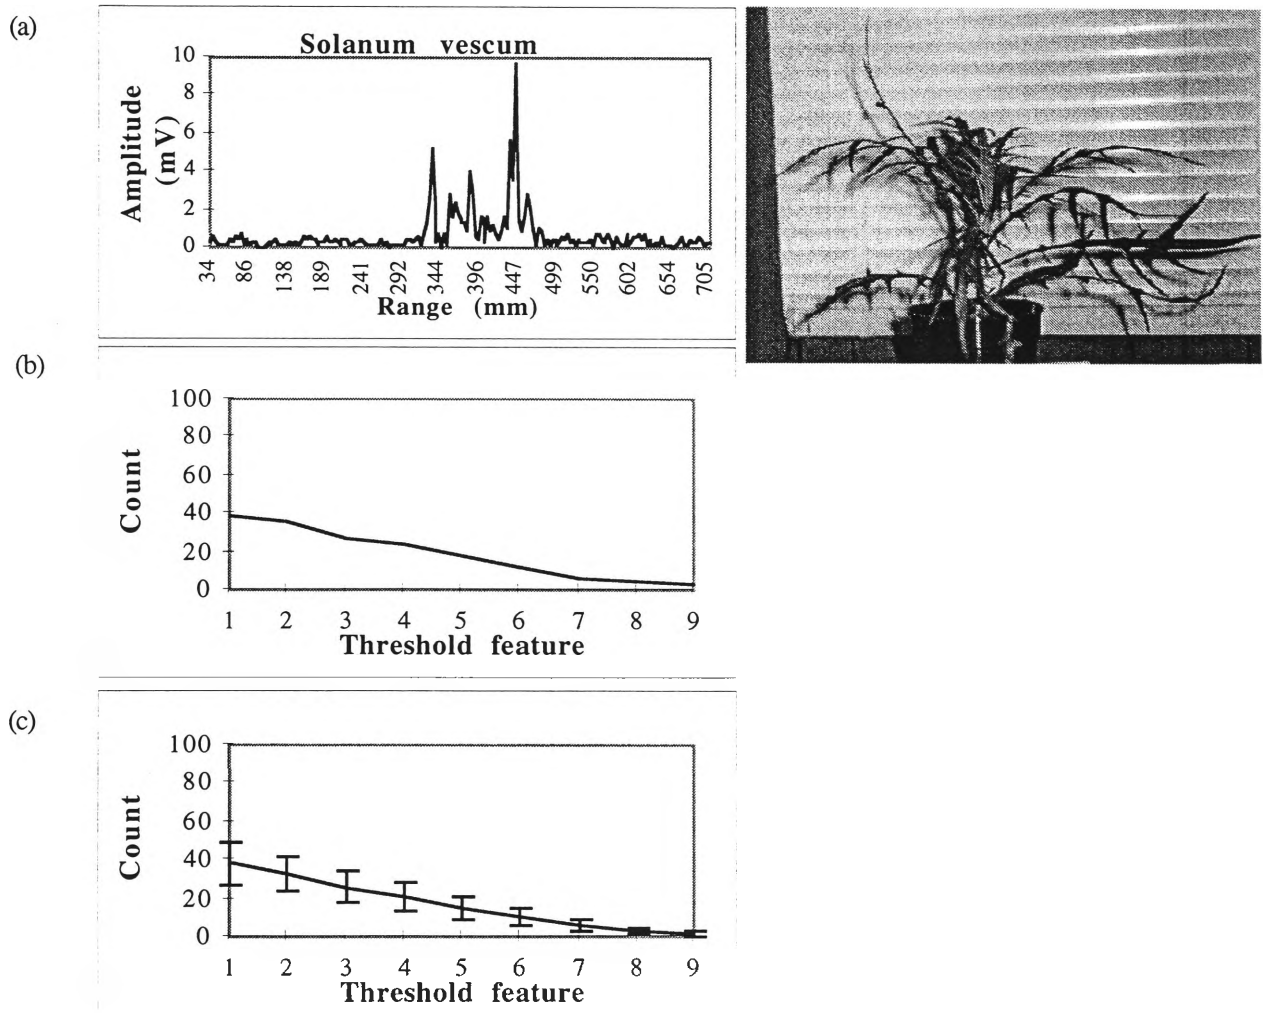 (a)
Solanum vescum
Amplitude
(mV)
10
8
6
4
2
0
34 86 138 189 241 292 344 396 447 499 550 602 654 705
Range (mm)
(b)
Count
100
80
60
40
20
0
1 2 3 4 5 6 7 8 9
Threshold feature
(c)
Count
100
80
60
40
20
0
1 2 3 4 5 6 7 8 9
Threshold feature